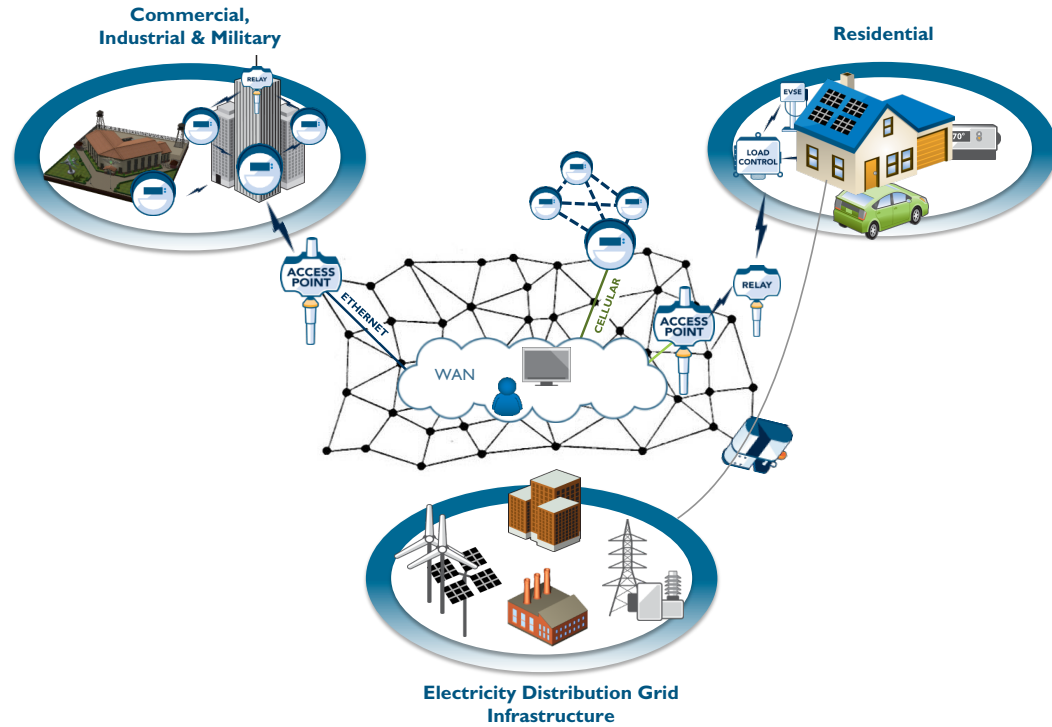 Commercial,
Industrial & Military
Residential
RELAY
EVSE
LOAD
CONTROL
70°
ACCESS
POINT
ETHERNET
CELLULAR
RELAY
ACCESS
POINT
WAN
Electricity Distribution Grid
Infrastructure